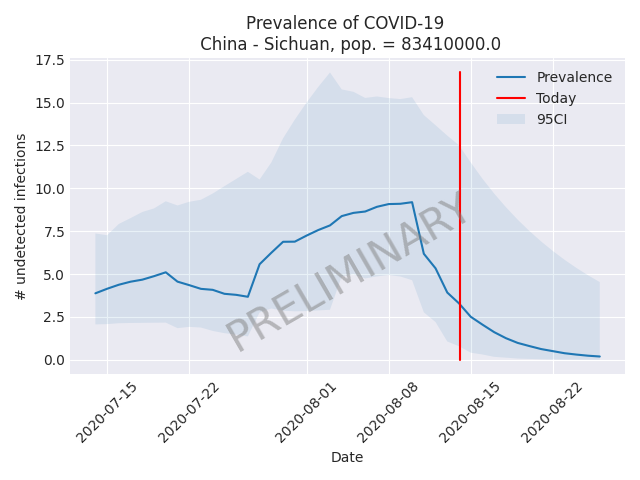 Prevalence of COVID-19
China - Sichuan, pop. = 83410000.0
17.5
15.0
12.5
10.0
7.5
5.0
2.5
0.0
# undetected infections
Prevalence
Today
95CI
PRELIMINARY
2020-07-15
2020-07-22
2020-08-01
2020-08-08
2020-08-15
2020-08-22
Date